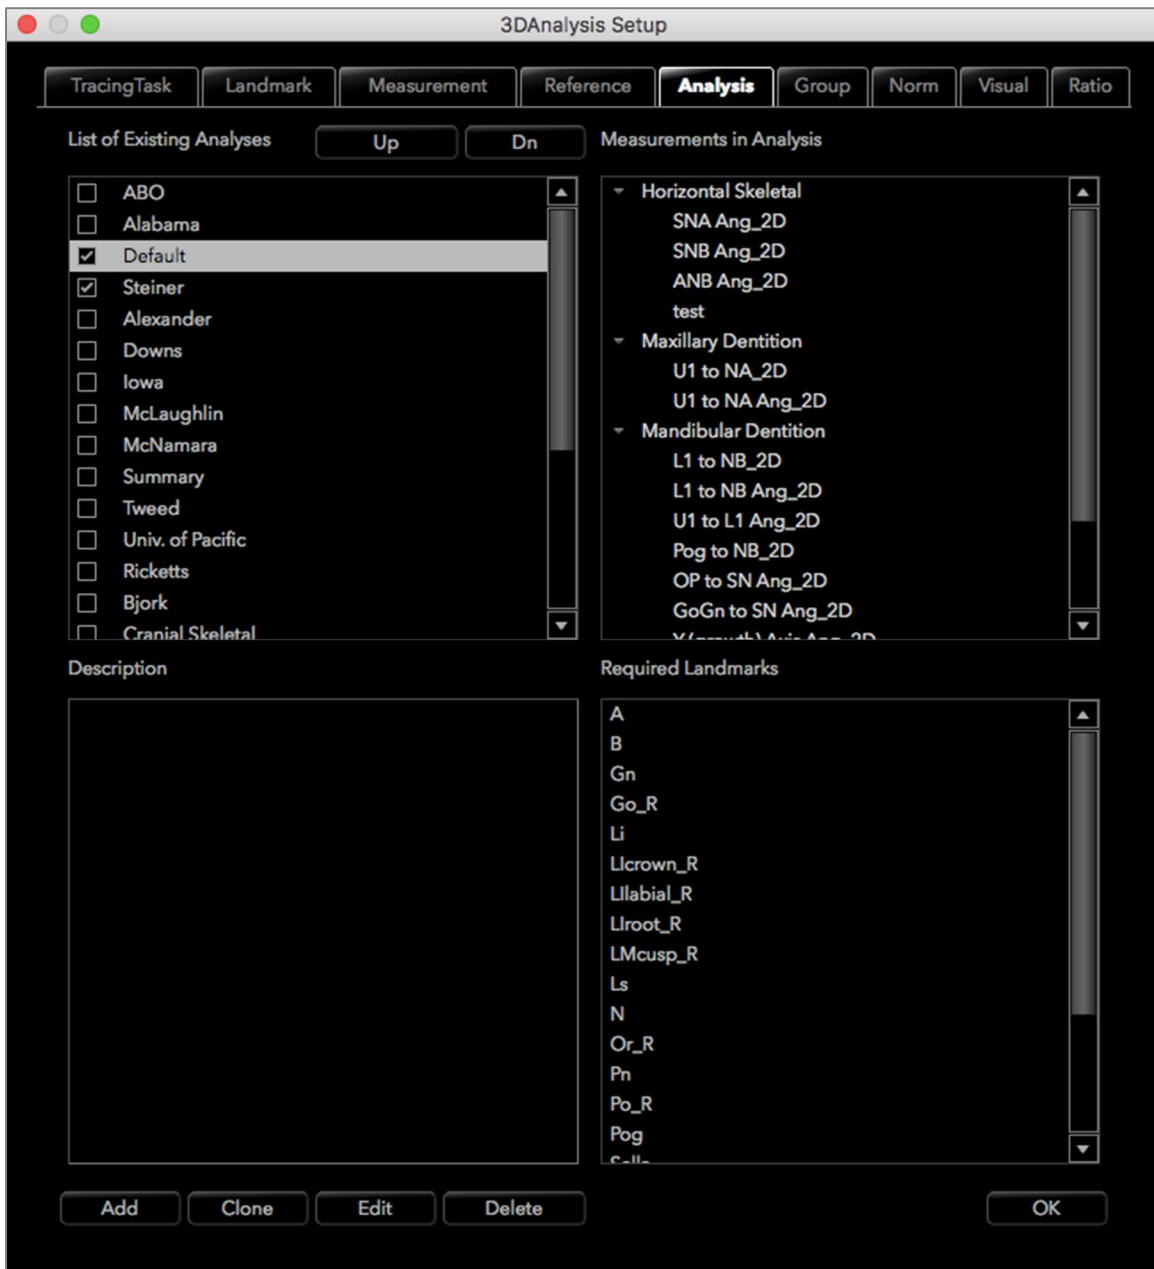 3DAnalysis Setup
TracingTask Landmark Measurement Reference Analysis Group Norm Visual Ratio
List of Existing Analyses Up Dn Measurements in Analysis
ABO
Alabama
Default
Steiner
Alexander
Downs
Iowa
McLaughlin
McNamara
Summary
Tweed
Univ. of Pacific
Ricketts
Bjork
Cranial Skeletal
Horizontal Skeletal
SNA Ang_2D
SNB Ang_2D
ANB Ang_2D
test
Maxillary Dentition
U1 to NA_2D
U1 to NA Ang_2D
Mandibular Dentition
L1 to NB_2D
L1 to NB Ang_2D
U1 to L1 Ang_2D
Pog to NB_2D
OP to SN Ang_2D
GoGn to SN Ang_2D
Y (growth) Axis Ang_2D
Description
Required Landmarks
A
B
Gn
Go_R
Li
LIcrown_R
LIlabial_R
LIroot_R
LMcusp_R
Ls
N
Or_R
Pn
Po_R
Pog
Sella
Add Clone Edit Delete OK